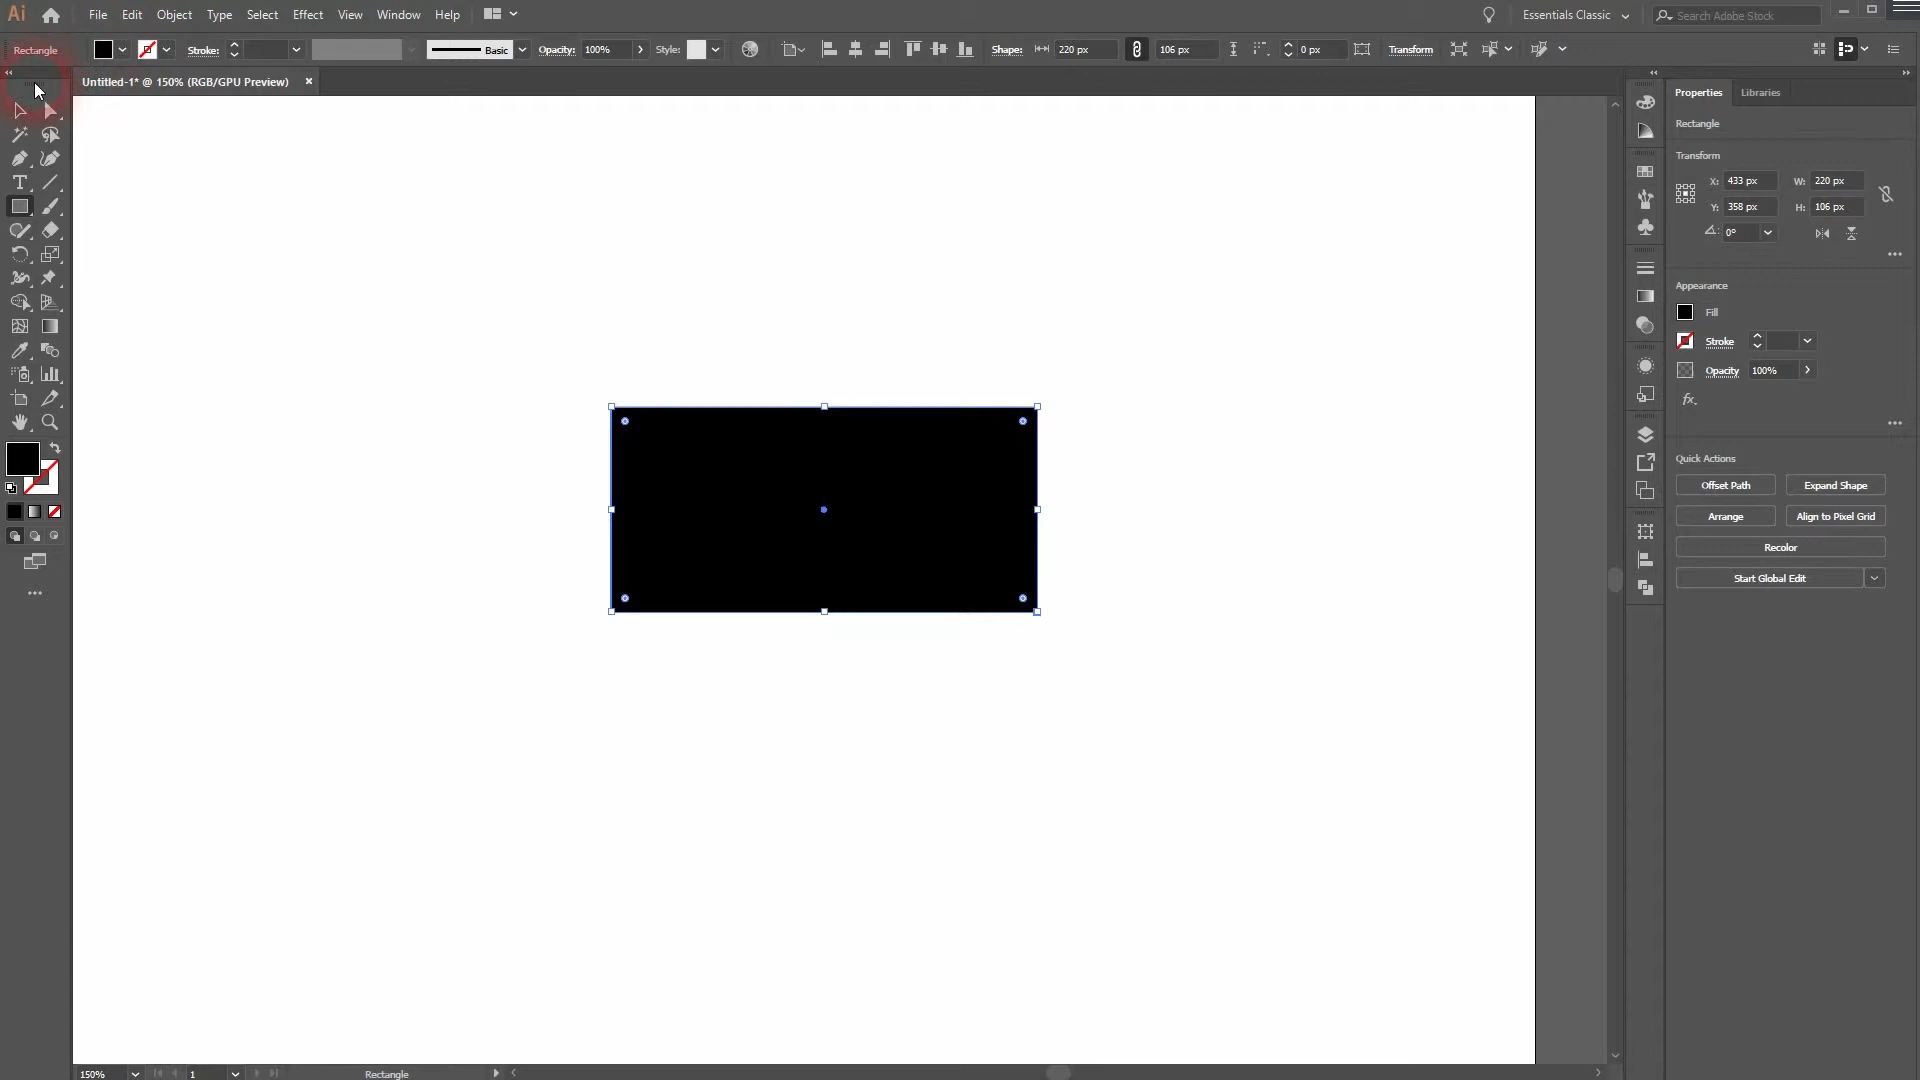 Ai File Edit Object Type Select Effect View Window Help Essentials Classic Search Adobe Stock
Rectangle Stroke: Basic Opacity: 100% Style: Shape: 220 px 106 px 0 px Transform
Untitled-1* @ 150% (RGB/GPU Preview) ×
Properties Libraries
Rectangle
Transform
X: 433 px W: 220 px
Y: 358 px H: 106 px
0°
Appearance
Fill
Stroke
Opacity 100%
fx.
Quick Actions
Offset Path Expand Shape
Arrange Align to Pixel Grid
Recolor
Start Global Edit
150% 1 Rectangle